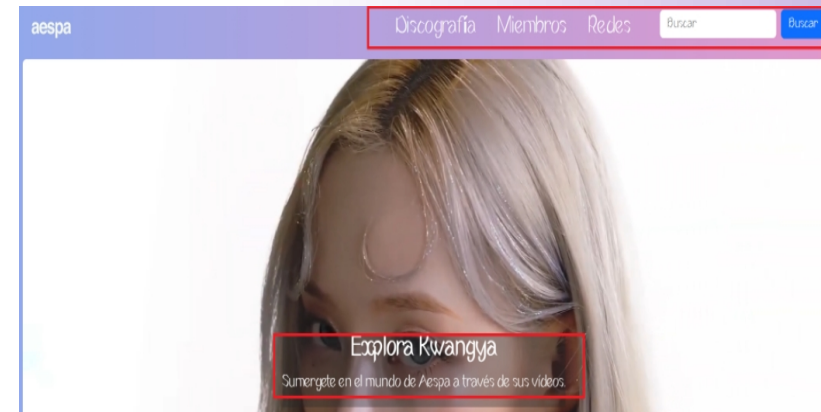 aespa
Discografía Miembros Redes Buscar Buscar
Explora Kwangya
Sumergete en el mundo de Aespa a través de sus vídeos.